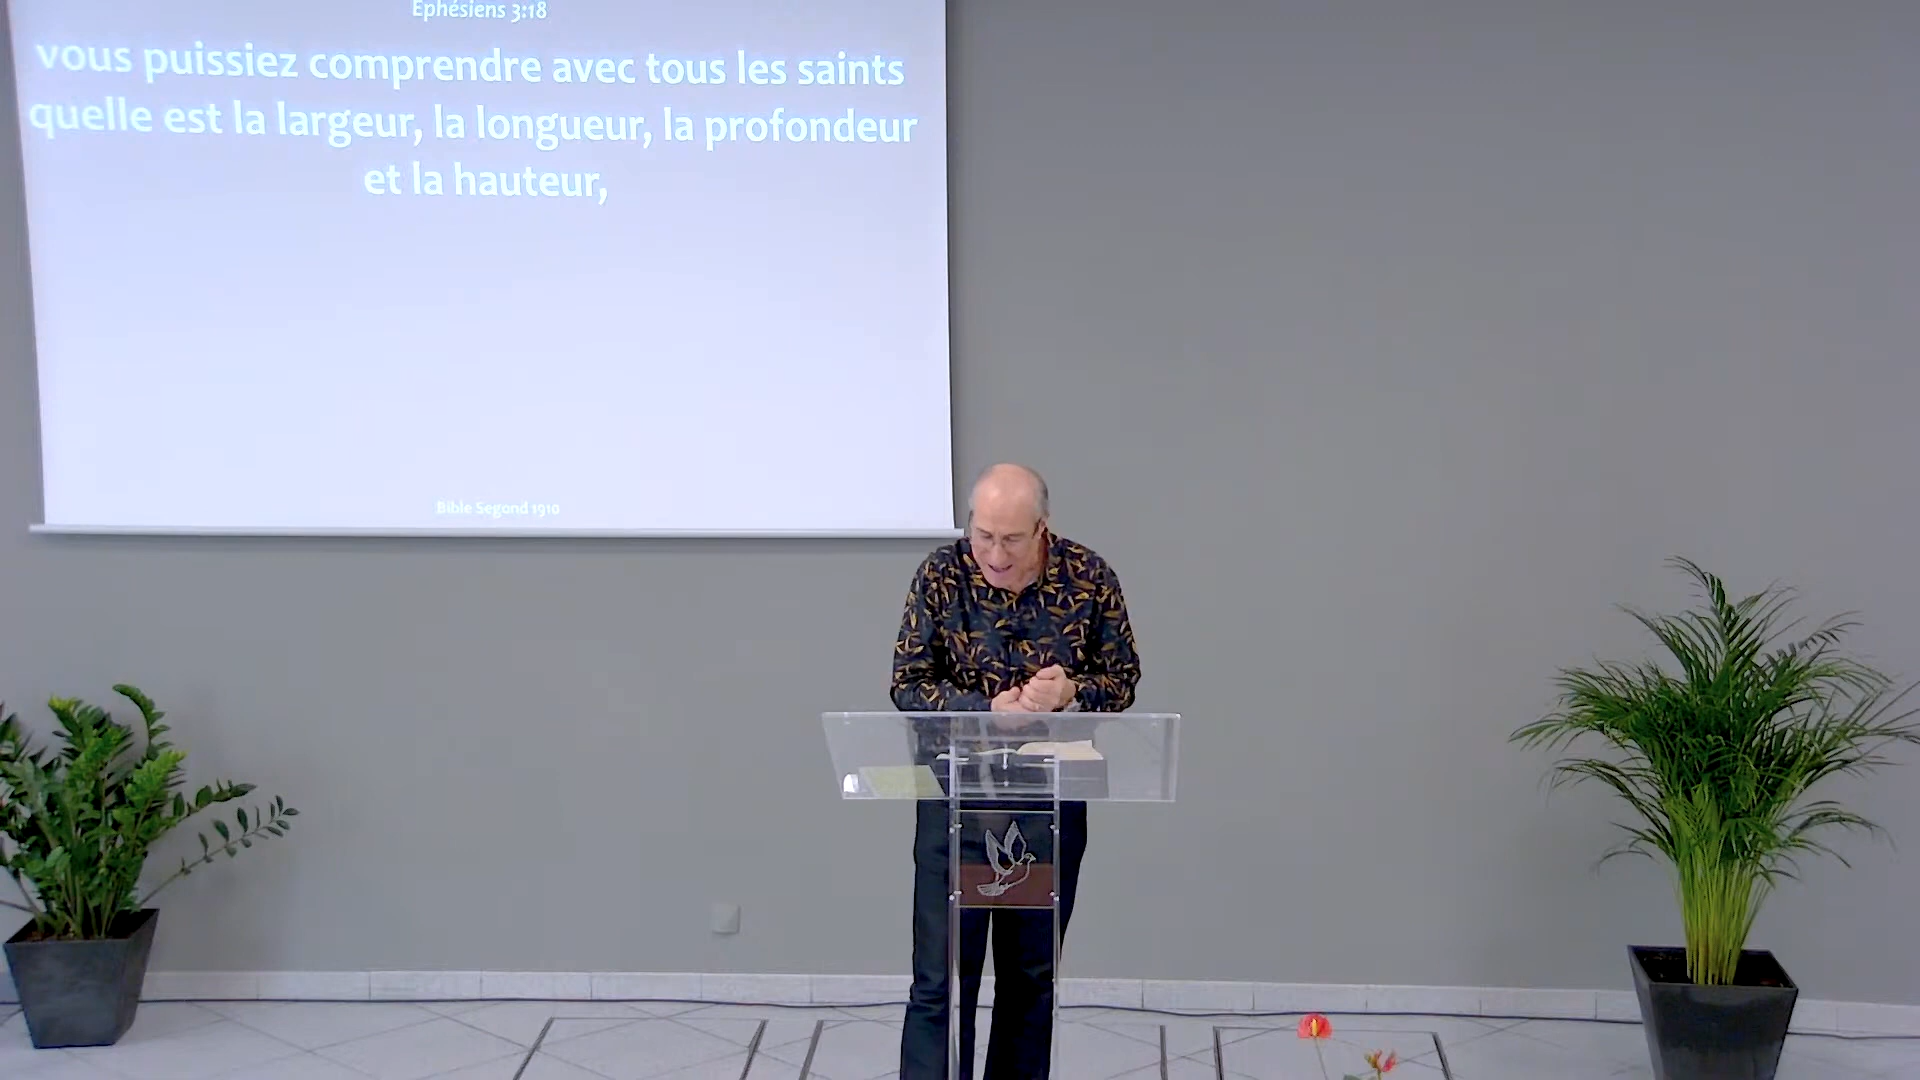 Ephésiens 3:18
vous puissiez comprendre avec tous les saints
quelle est la largeur, la longueur, la profondeur
et la hauteur,
Bible Segond 1910